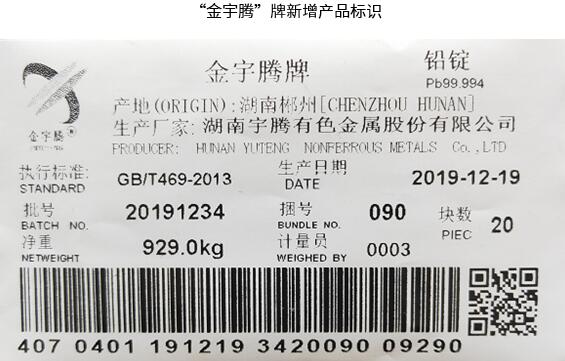 “金宇腾”牌新增产品标识
金宇腾牌
铅锭
Pb99.994
产地(ORIGIN):湖南郴州[CHENZHOU HUNAN]
金宇腾
生产厂家:湖南宇腾有色金属股份有限公司
PRODUCER: HUNAN YUTENG NONFERROUS METALS Co.,LTD
执行标准:
STANDARD
GB/T469-2013
生产日期
DATE
2019-12-19
批号
BATCH NO.
20191234
捆号
BUNDLE NO.
090
块数
PIEC
20
净重
NETWEIGHT
929.0kg
计量员
WEIGHED BY
0003
407 0401 191219 3420090 09290